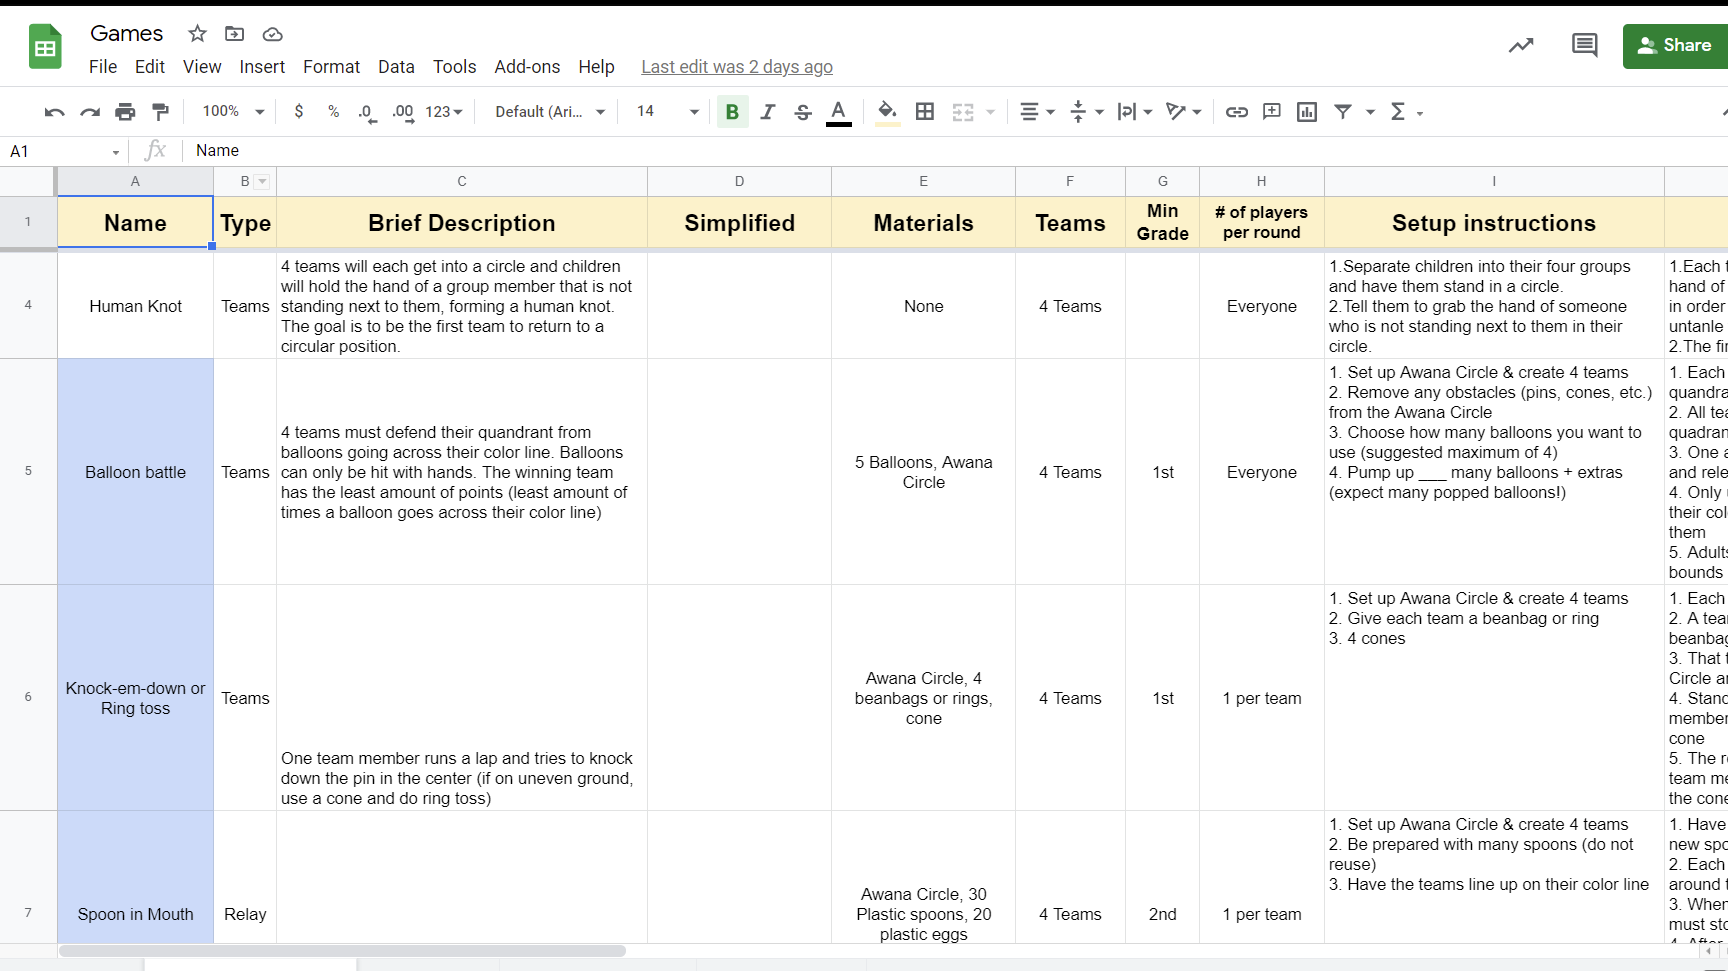 Games
File Edit View Insert Format Data Tools Add-ons Help Last edit was 2 days ago
Share
100% $ % .0 .00 123 Default (Ari... 14 B I S A Σ
A1 fx Name
A B C D E F G H I
1 Name Type Brief Description Simplified Materials Teams Min Grade # of players per round Setup instructions
4
Human Knot
Teams
4 teams will each get into a circle and children
will hold the hand of a group member that is not
standing next to them, forming a human knot.
The goal is to be the first team to return to a
circular position.
None
4 Teams
Everyone
1.Separate children into their four groups
and have them stand in a circle.
2.Tell them to grab the hand of someone
who is not standing next to them in their
circle.
1.Each
hand of
in order
untanle
2.The
5
Balloon battle
Teams
4 teams must defend their quandrant from
balloons going across their color line. Balloons
can only be hit with hands. The winning team
has the least amount of points (least amount of
times a balloon goes across their color line)
5 Balloons, Awana
Circle
4 Teams
1st
Everyone
1. Set up Awana Circle & create 4 teams
2. Remove any obstacles (pins, cones, etc.)
from the Awana Circle
3. Choose how many balloons you want to
use (suggested maximum of 4)
4. Pump up ___ many balloons + extras
(expect many popped balloons!)
1. Each
2. All
3. One
and
4. Only
their
them
5.
bounds
6
Knock-em-down or
Ring toss
Teams
One team member runs a lap and tries to knock
down the pin in the center (if on uneven ground,
use a cone and do ring toss)
Awana Circle, 4
beanbags or rings,
cone
4 Teams
1st
1 per team
1. Set up Awana Circle & create 4 teams
2. Give each team a beanbag or ring
3. 4 cones
1. Each
2. A
3. That
Circle
4.
member
cone
5. The
team
the
7
Spoon in Mouth
Relay
Awana Circle, 30
Plastic spoons, 20
plastic eggs
4 Teams
2nd
1 per team
1. Set up Awana Circle & create 4 teams
2. Be prepared with many spoons (do not
reuse)
3. Have the teams line up on their color line
1. Have
new
2. Each
around
3. When
must